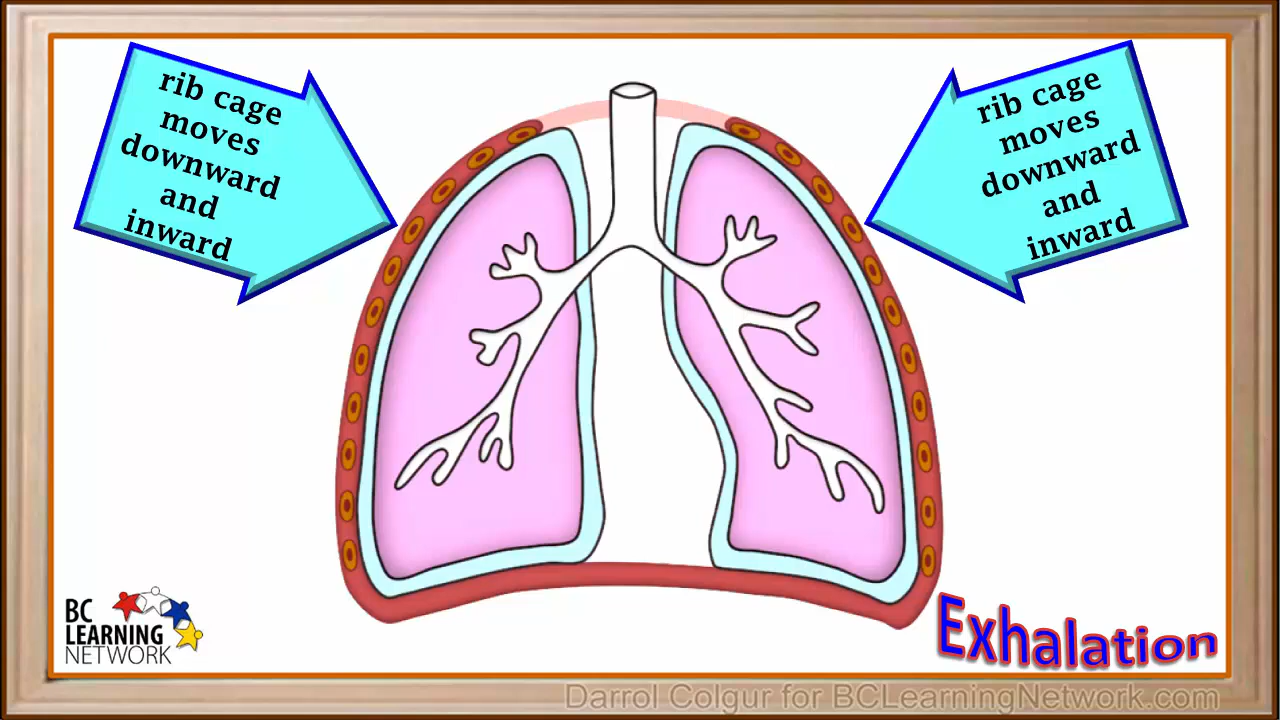 rib cage
moves
downward
and
inward
rib cage
moves
downward
and
inward
BC
LEARNING
NETWORK
Exhalation
Darrol Colgur for BCLearningNetwork.com